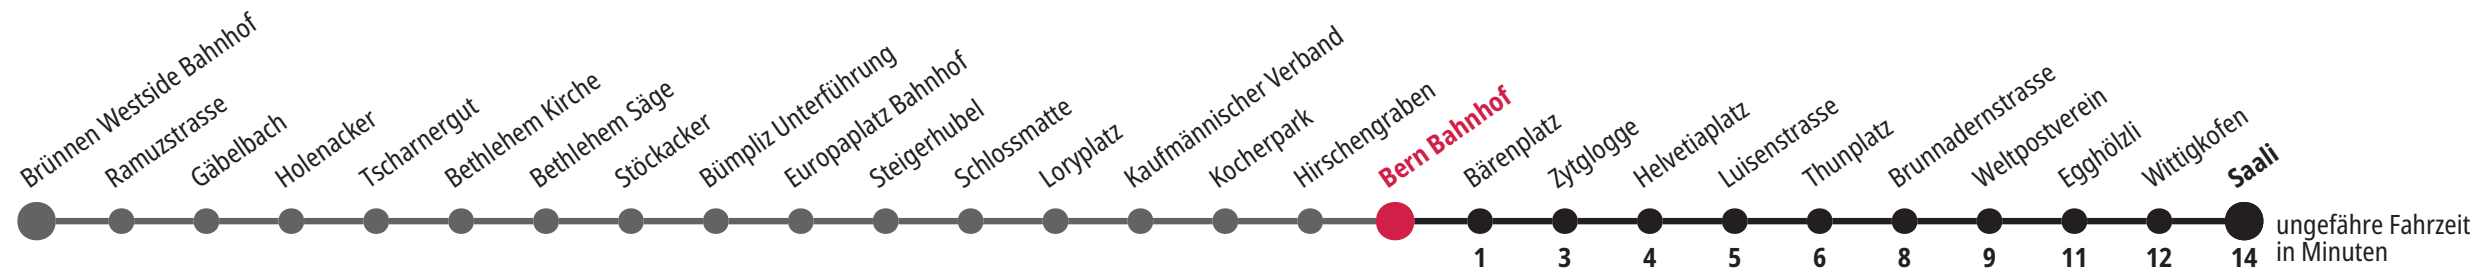 Brünnen Westside Bahnhof
Ramuzstrasse
Gäbelbach
Holenacker
Tscharnergut
Bethlehem Kirche
Bethlehem Säge
Stöckacker
Bümpliz Unterführung
Europaplatz Bahnhof
Steigerhubel
Schlossmatte
Loryplatz
Kaufmännischer Verband
Kocherpark
Hirschengraben
Bern Bahnhof
Bärenplatz
Zytglogge
Helvetiaplatz
Luisenstrasse
Thunplatz
Brunnadernstrasse
Weltpostverein
Egghölzli
Wittigkofen
Saali
1 3 4 5 6 8 9 11 12 14
ungefähre Fahrzeit
in Minuten